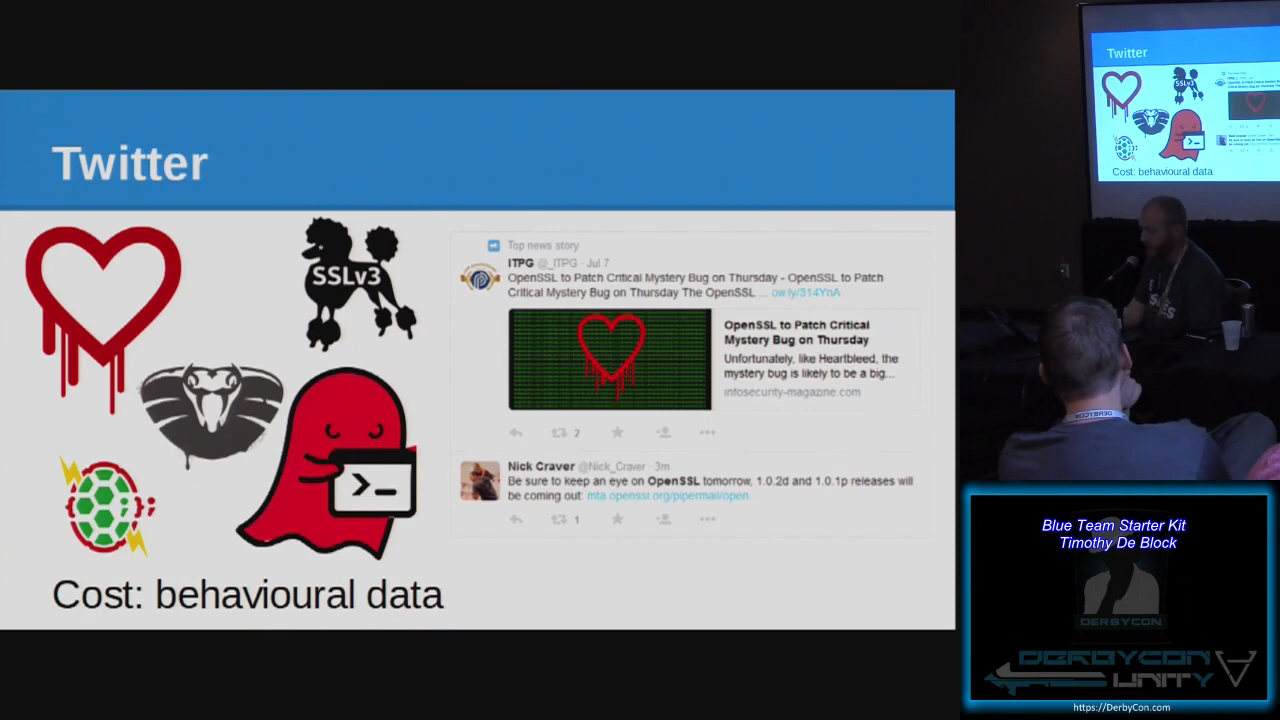 Twitter
SSLv3
Top news story
ITPG @_ITPG · Jul 7
OpenSSL to Patch Critical Mystery Bug on Thursday - OpenSSL to Patch
Critical Mystery Bug on Thursday The OpenSSL ... ow.ly/314YnA
OpenSSL to Patch Critical
Mystery Bug on Thursday
Unfortunately, like Heartbleed, the
mystery bug is likely to be a big...
infosecurity-magazine.com
2
Nick Craver @Nick_Craver · 3m
Be sure to keep an eye on OpenSSL tomorrow, 1.0.2d and 1.0.1p releases will
be coming out: mta.openssl.org/pipermail/open...
1
>_
Cost: behavioural data
Twitter
SSLv3
Cost: behavioural data
Blue Team Starter Kit
Timothy De Block
DERBYCON
DERBYCON
UNITY
https://DerbyCon.com